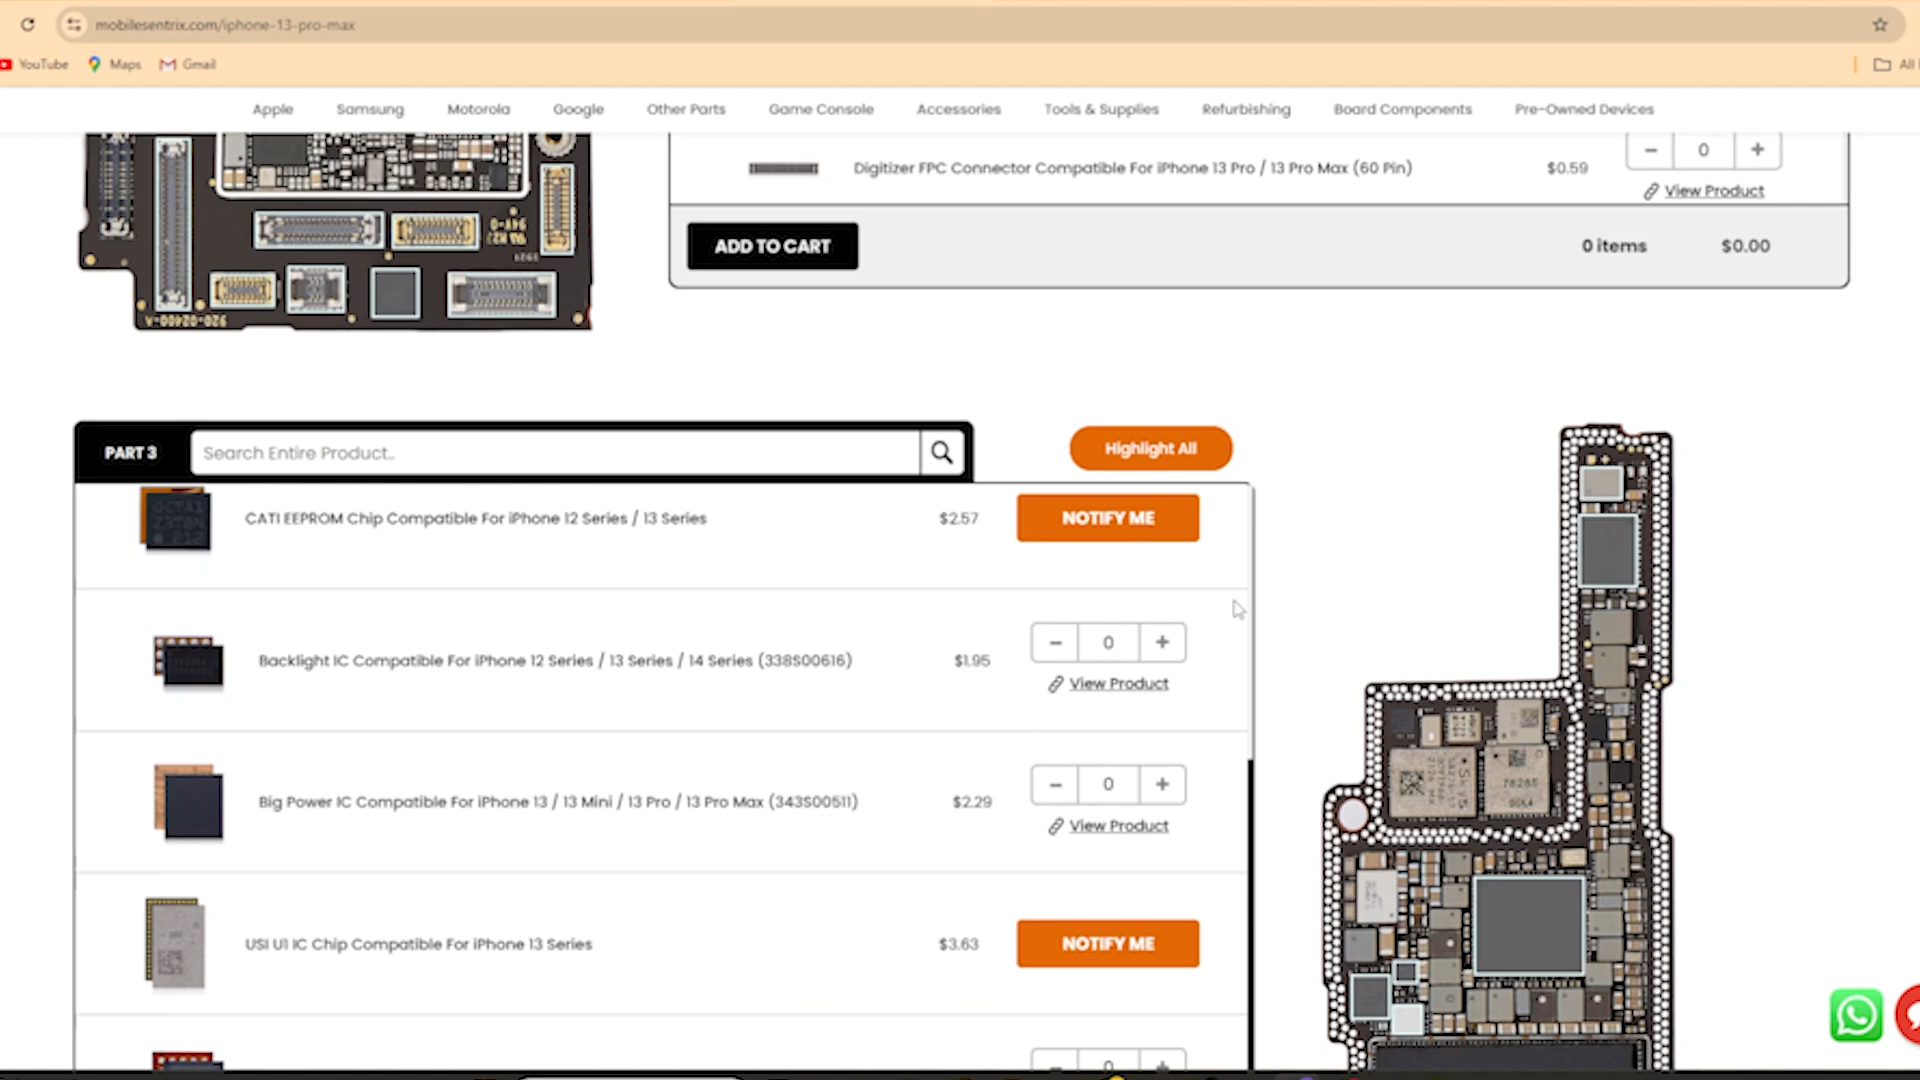 mobilesentrix.com/iphone-13-pro-max
YouTube Maps Gmail All
Apple Samsung Motorola Google Other Parts Game Console Accessories Tools & Supplies Refurbishing Board Components Pre-Owned Devices
Digitizer FPC Connector Compatible For iPhone 13 Pro / 13 Pro Max (60 Pin) $0.59 − 0 +
View Product
ADD TO CART 0 items $0.00
PART 3 Search Entire Product.. Highlight All
CATI EEPROM Chip Compatible For iPhone 12 Series / 13 Series $2.57 NOTIFY ME
Backlight IC Compatible For iPhone 12 Series / 13 Series / 14 Series (338S00616) $1.95 − 0 +
View Product
Big Power IC Compatible For iPhone 13 / 13 Mini / 13 Pro / 13 Pro Max (343S00511) $2.29 − 0 +
View Product
USI U1 IC Chip Compatible For iPhone 13 Series $3.63 NOTIFY ME
− 0 +